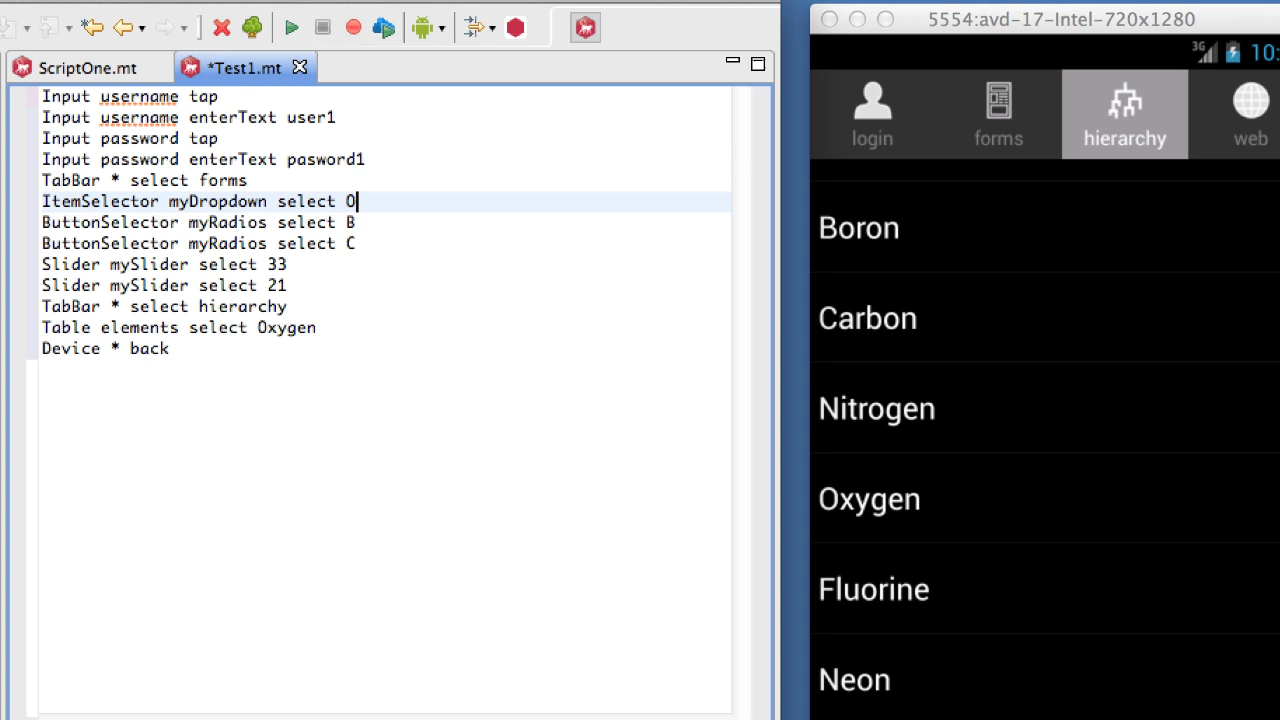 ScriptOne.mt
*Test1.mt
Input username tap
Input username enterText user1
Input password tap
Input password enterText pasword1
TabBar * select forms
ItemSelector myDropdown select O
ButtonSelector myRadios select B
ButtonSelector myRadios select C
Slider mySlider select 33
Slider mySlider select 21
TabBar * select hierarchy
Table elements select Oxygen
Device * back
5554:avd-17-Intel-720x1280
3G
10:
login
forms
hierarchy
web
Boron
Carbon
Nitrogen
Oxygen
Fluorine
Neon